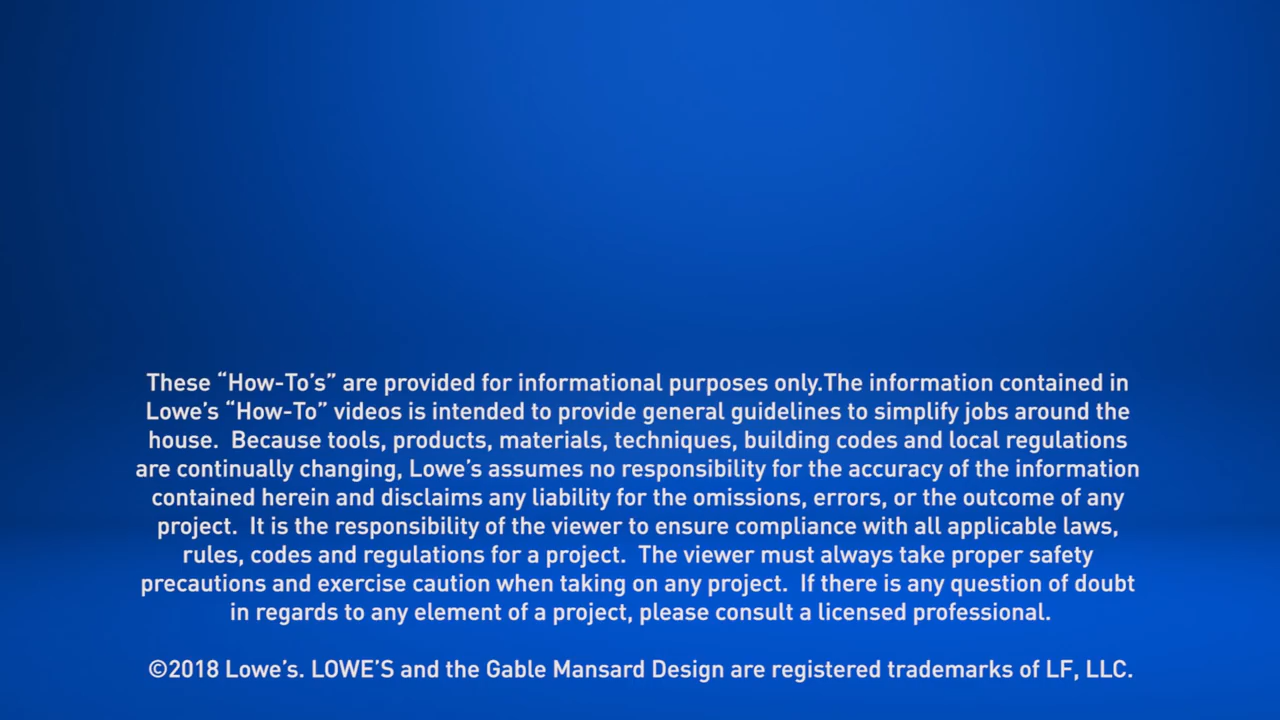 These “How-To’s” are provided for informational purposes only.The information contained in
Lowe’s “How-To” videos is intended to provide general guidelines to simplify jobs around the
house.  Because tools, products, materials, techniques, building codes and local regulations
are continually changing, Lowe’s assumes no responsibility for the accuracy of the information
contained herein and disclaims any liability for the omissions, errors, or the outcome of any
project.  It is the responsibility of the viewer to ensure compliance with all applicable laws,
rules, codes and regulations for a project.  The viewer must always take proper safety
precautions and exercise caution when taking on any project.  If there is any question of doubt
in regards to any element of a project, please consult a licensed professional.
©2018 Lowe’s. LOWE’S and the Gable Mansard Design are registered trademarks of LF, LLC.